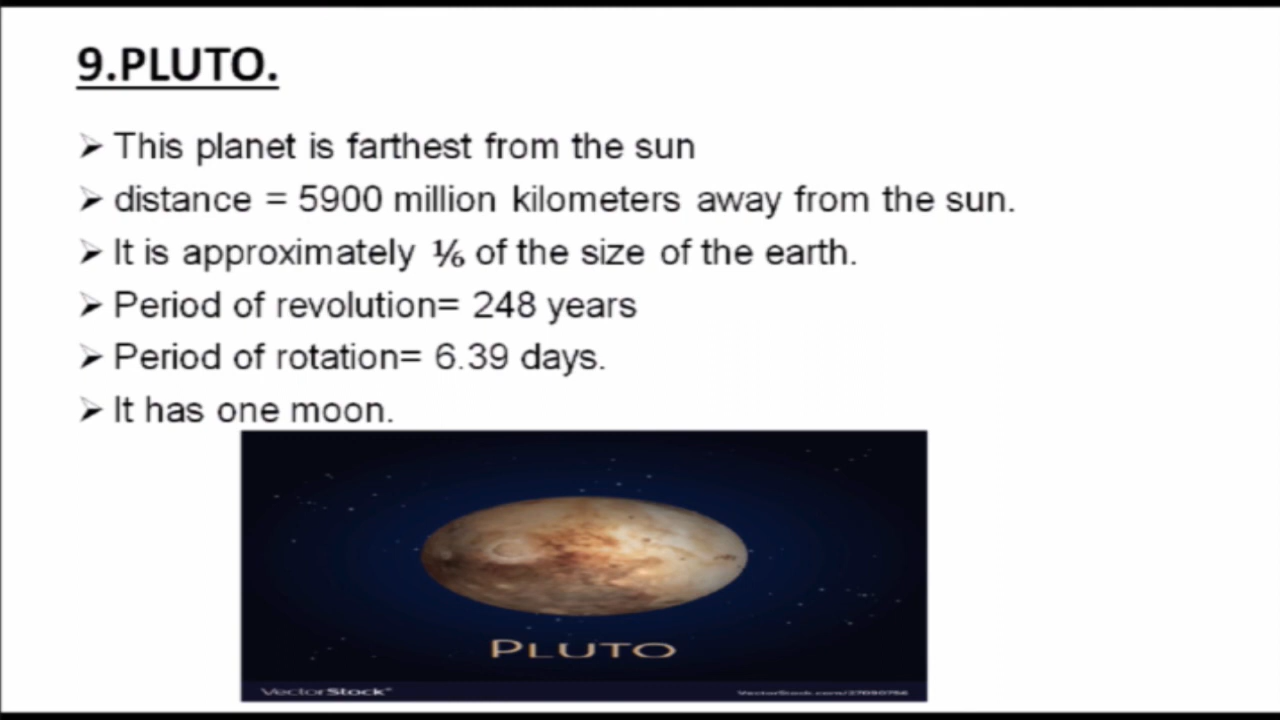 9.PLUTO.
➢ This planet is farthest from the sun
➢ distance = 5900 million kilometers away from the sun.
➢ It is approximately ⅙ of the size of the earth.
➢ Period of revolution= 248 years
➢ Period of rotation= 6.39 days.
➢ It has one moon.
PLUTO
VectorStock®